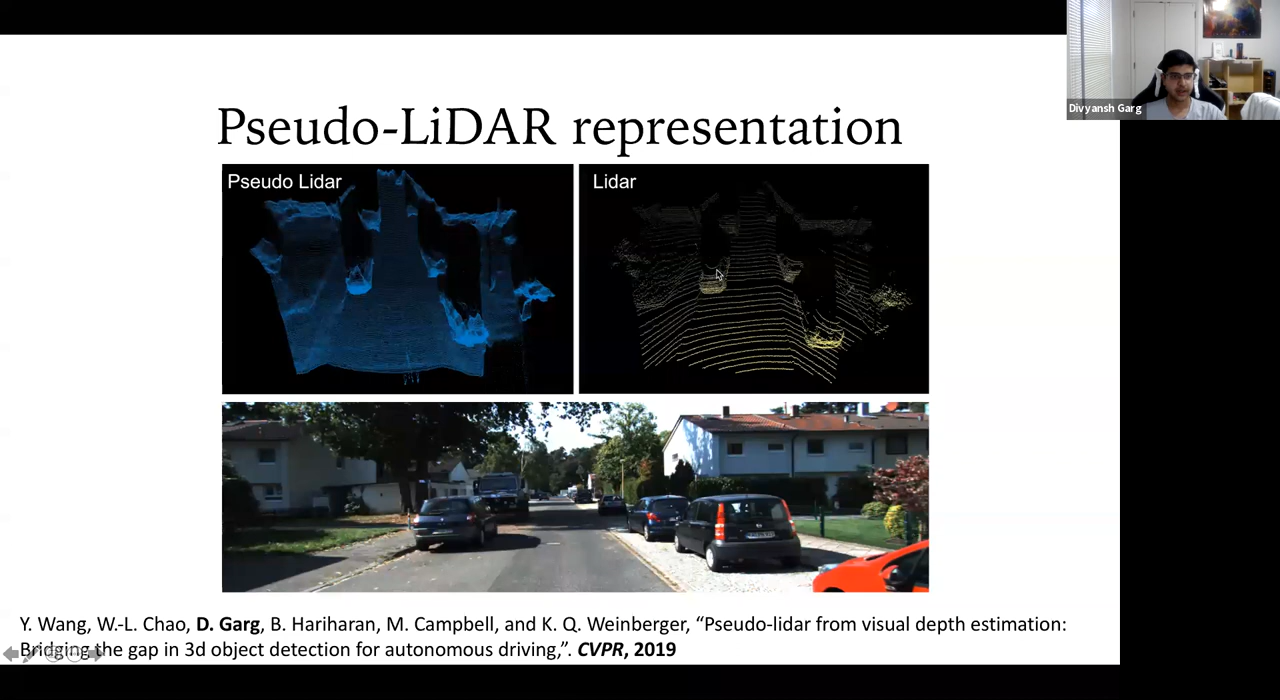 Divyansh Garg
Pseudo-LiDAR representation
Pseudo Lidar
Lidar
Y. Wang, W.-L. Chao, D. Garg, B. Hariharan, M. Campbell, and K. Q. Weinberger, “Pseudo-lidar from visual depth estimation:
Bridging the gap in 3d object detection for autonomous driving,”. CVPR, 2019